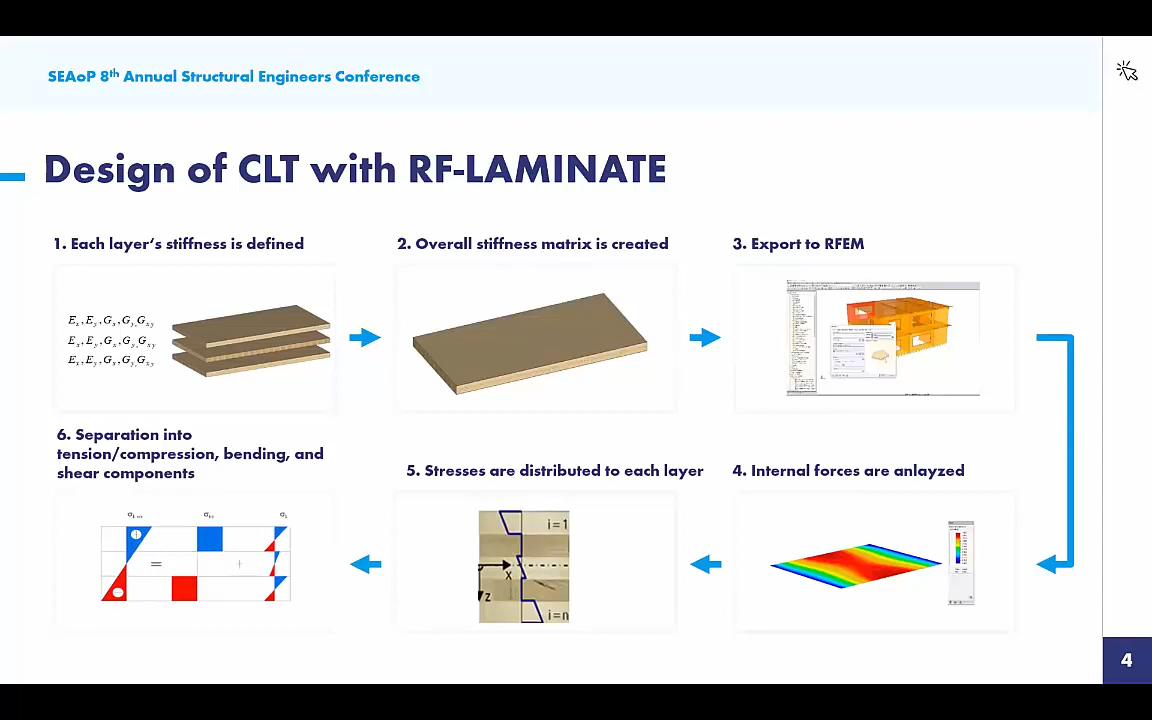 SEAoP 8th Annual Structural Engineers Conference
Design of CLT with RF-LAMINATE
1. Each layer's stiffness is defined
2. Overall stiffness matrix is created
3. Export to RFEM
Ex, Ey, Gx, Gy, Gxy
Ex, Ey, Gx, Gy, Gxy
Ex, Ey, Gx, Gy, Gxy
6. Separation into
tension/compression, bending, and
shear components
5. Stresses are distributed to each layer
4. Internal forces are anlayzed
= +
i=1
x
z
i=n
4